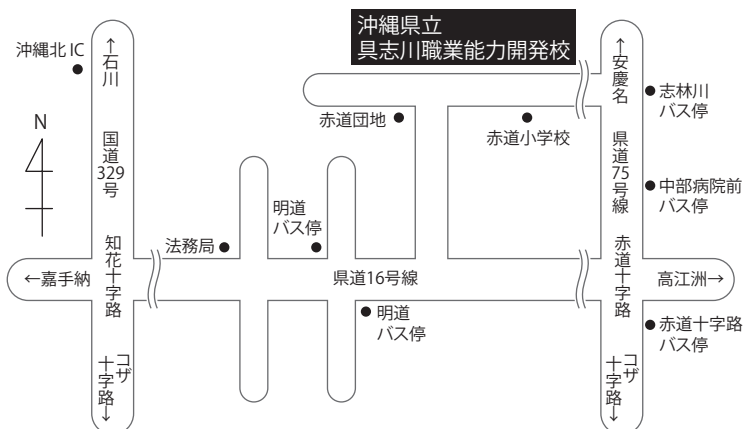 沖縄県立
具志川職業能力開発校
沖縄北IC
↑石川
↑安慶名
志林川
バス停
赤道団地
赤道小学校
N
国道
329
号
県道
75
号線
中部病院前
バス停
明道
バス停
法務局
知花十字路
赤道十字路
←嘉手納
県道16号線
高江洲→
明道
バス停
赤道十字路
バス停
コザ
十字路→
コザ
十字路→